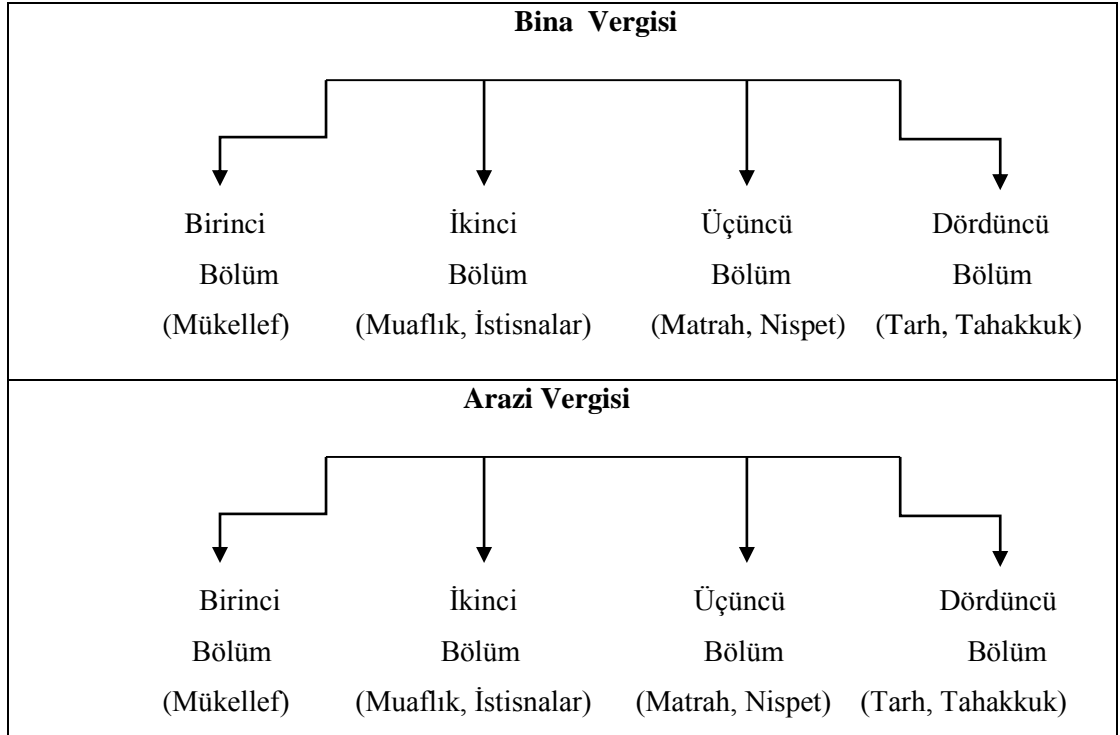 Bina Vergisi
Birinci İkinci Üçüncü Dördüncü
Bölüm Bölüm Bölüm Bölüm
(Mükellef) (Muaflık, İstisnalar) (Matrah, Nispet) (Tarh, Tahakkuk)
Arazi Vergisi
Birinci İkinci Üçüncü Dördüncü
Bölüm Bölüm Bölüm Bölüm
(Mükellef) (Muaflık, İstisnalar) (Matrah, Nispet) (Tarh, Tahakkuk)